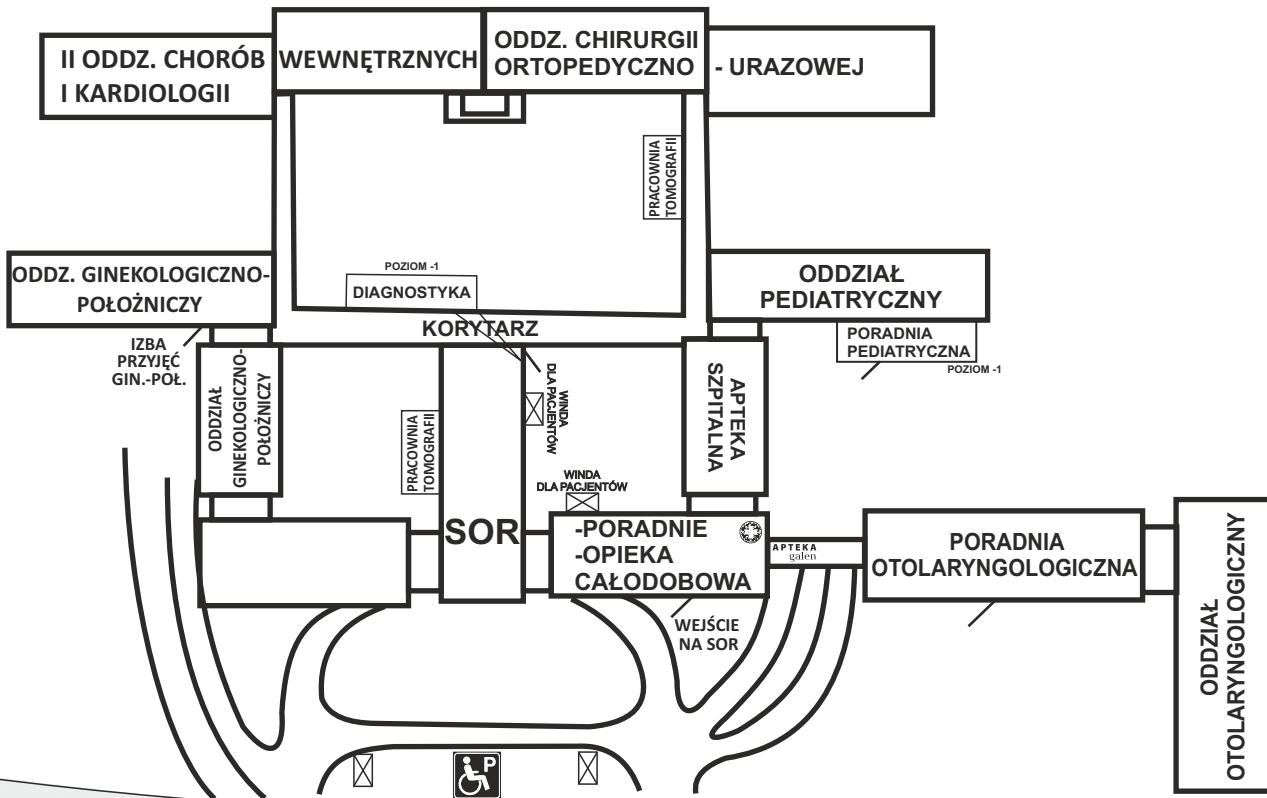 II ODDZ. CHORÓB WEWNĘTRZNYCH
I KARDIOLOGII
ODDZ. CHIRURGII
ORTOPEDYCZNO - URAZOWEJ
PRACOWNIA
TOMOGRAFII
ODDZ. GINEKOLOGICZNO-
POŁOŻNICZY
POZIOM -1
DIAGNOSTYKA
KORYTARZ
ODDZIAŁ
PEDIATRYCZNY
PORADNIA
PEDIATRYCZNA
POZIOM -1
IZBA
PRZYJĘĆ
GIN.-POŁ.
ODDZIAŁ
GINEKOLOGICZNO-
POŁOŻNICZY
PRACOWNIA
TOMOGRAFII
WINDA
DLA PACJENTÓW
WINDA
DLA PACJENTÓW
APTEKA
SZPITALNA
SOR
-PORADNIE
-OPIEKA
CAŁODOBOWA
APTEKA
galen
PORADNIA
OTOLARYNGOLOGICZNA
ODDZIAŁ
OTOLARYNGOLOGICZNY
WEJŚCIE
NA SOR
P